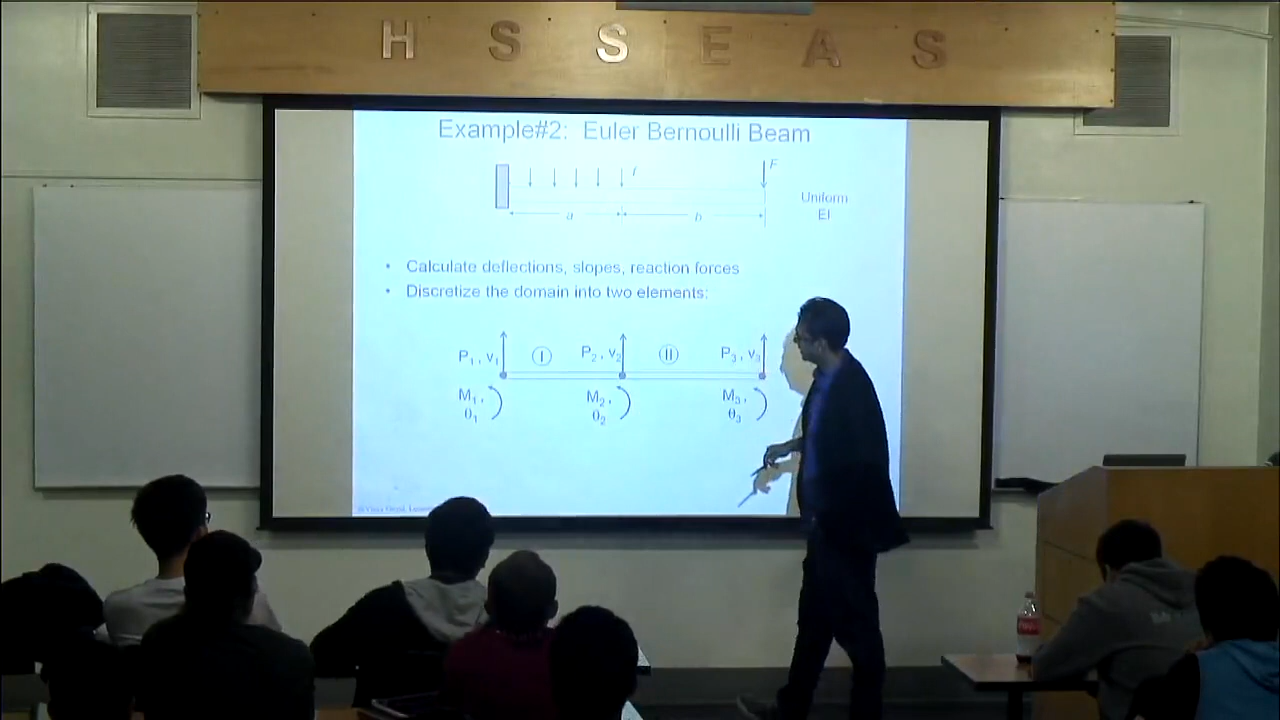 H S S E A S
Example#2: Euler Bernoulli Beam
f
F
Uniform
EI
a
b
• Calculate deflections, slopes, reaction forces
• Discretize the domain into two elements:
P₁, v₁
I
P₂, v₂
II
P₃, v₃
M₁,
θ₁
M₂,
θ₂
M₃,
θ₃